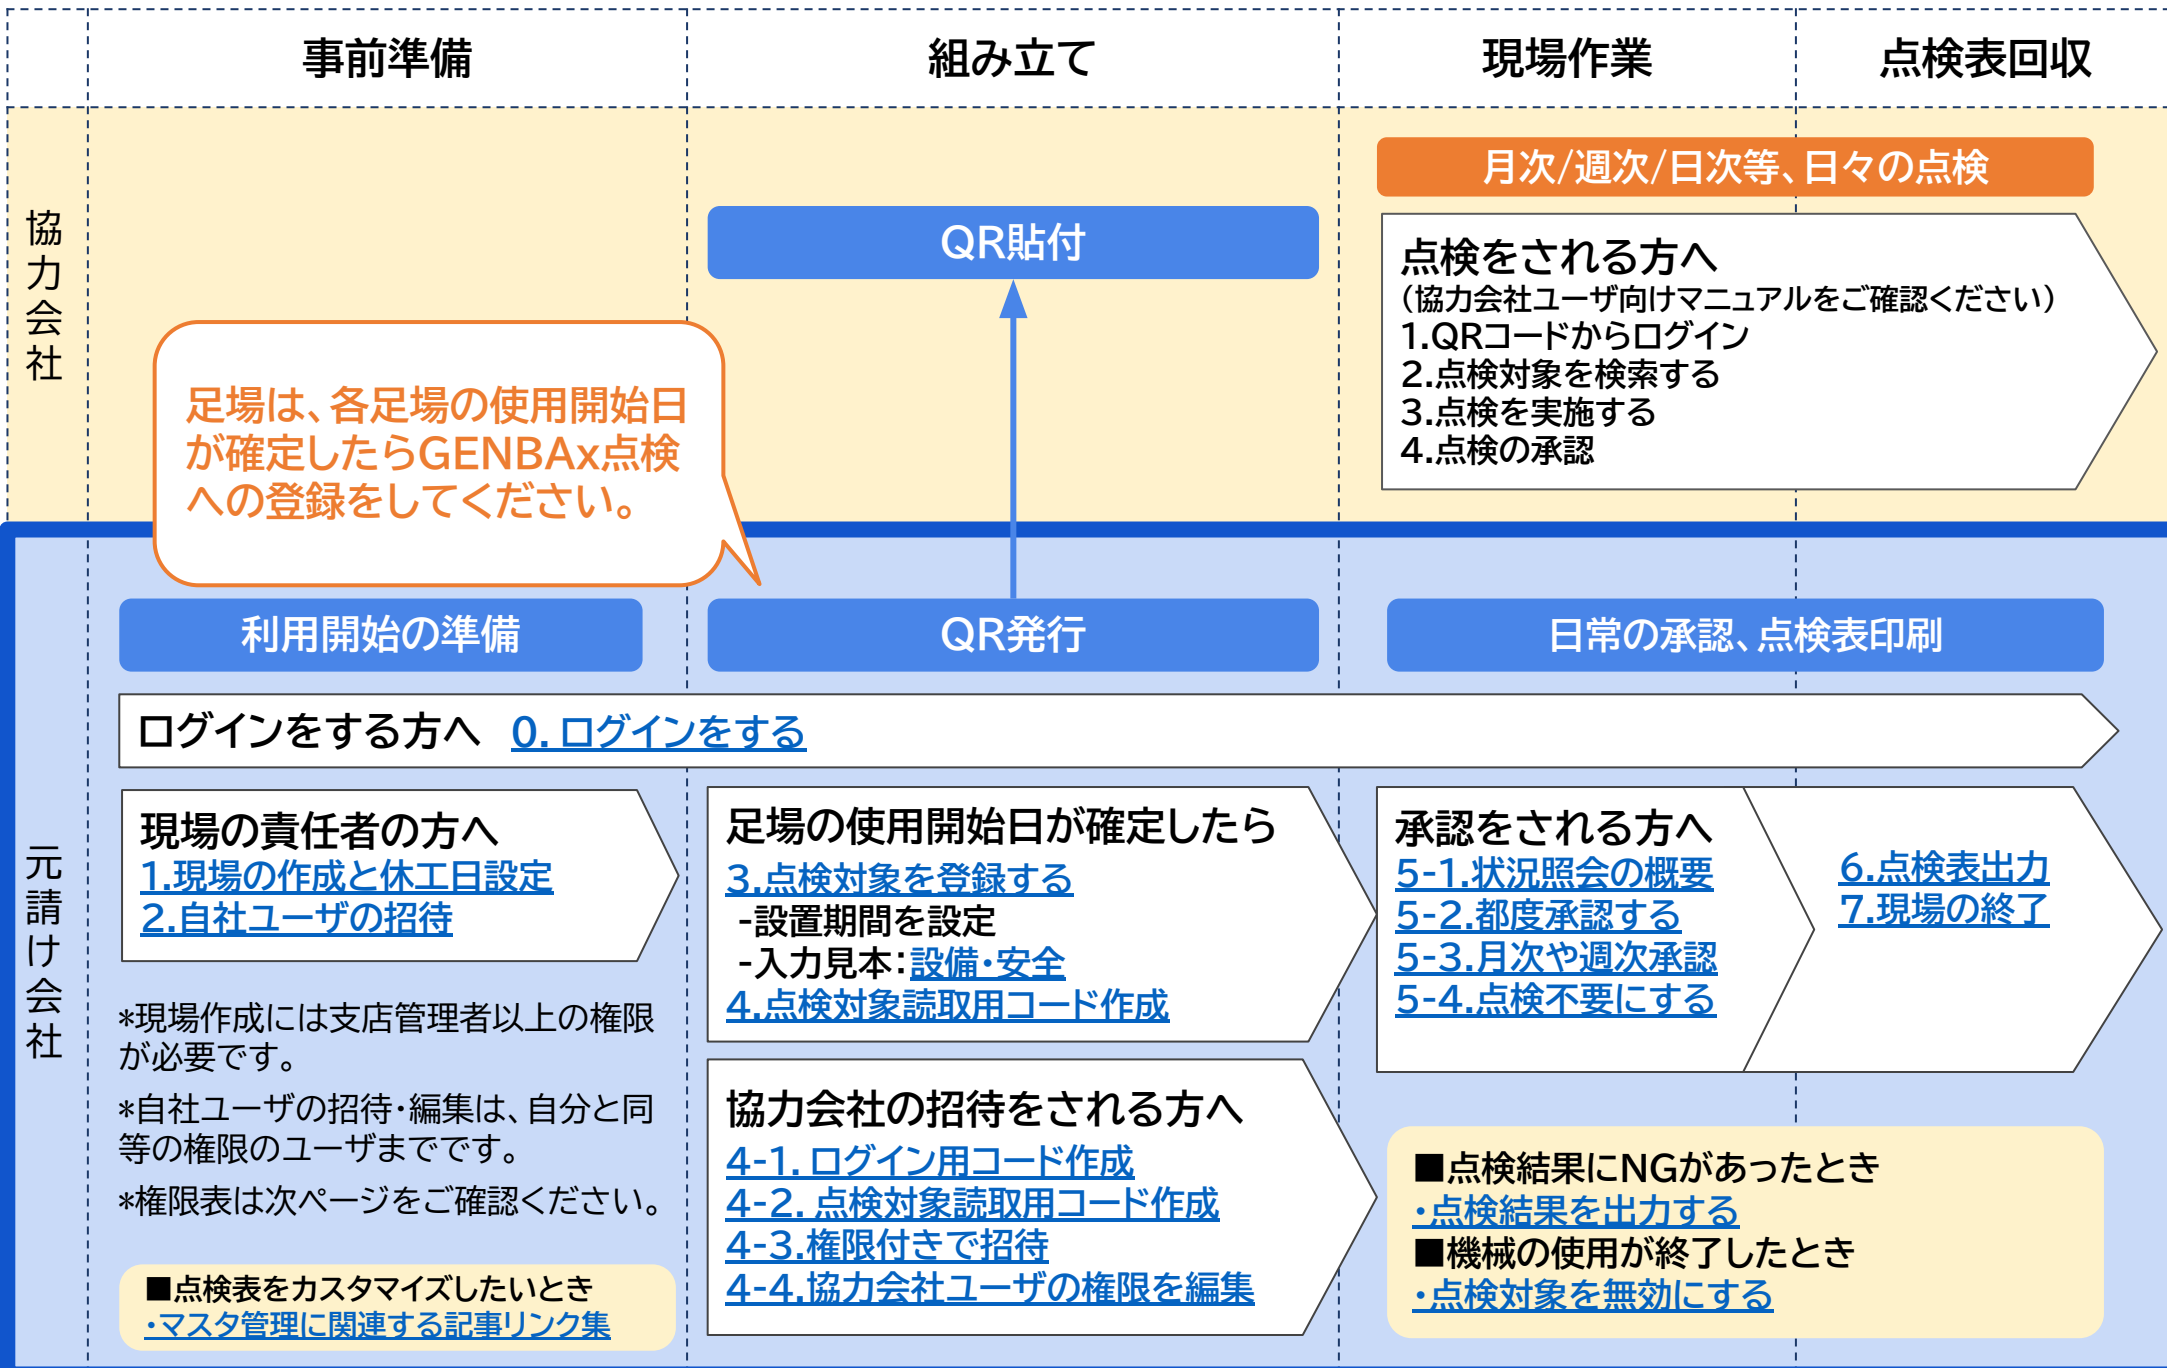 事前準備
組み立て
現場作業
点検表回収
協力会社
月次/週次/日次等、日々の点検
QR貼付
点検をされる方へ
(協力会社ユーザ向けマニュアルをご確認ください)
1.QRコードからログイン
2.点検対象を検索する
3.点検を実施する
4.点検の承認
足場は、各足場の使用開始日
が確定したらGENBAx点検
への登録をしてください。
元請け会社
利用開始の準備
QR発行
日常の承認、点検表印刷
ログインをする方へ 0. ログインをする
現場の責任者の方へ
1.現場の作成と休工日設定
2.自社ユーザの招待
*現場作成には支店管理者以上の権限
が必要です。
*自社ユーザの招待・編集は、自分と同
等の権限のユーザまでです。
*権限表は次ページをご確認ください。
■点検表をカスタマイズしたいとき
・マスタ管理に関連する記事リンク集
足場の使用開始日が確定したら
3.点検対象を登録する
-設置期間を設定
-入力見本：設備・安全
4.点検対象読取用コード作成
協力会社の招待をされる方へ
4-1. ログイン用コード作成
4-2. 点検対象読取用コード作成
4-3.権限付きで招待
4-4.協力会社ユーザの権限を編集
承認をされる方へ
5-1.状況照会の概要
5-2.都度承認する
5-3.月次や週次承認
5-4.点検不要にする
6.点検表出力
7.現場の終了
■点検結果にNGがあったとき
・点検結果を出力する
■機械の使用が終了したとき
・点検対象を無効にする